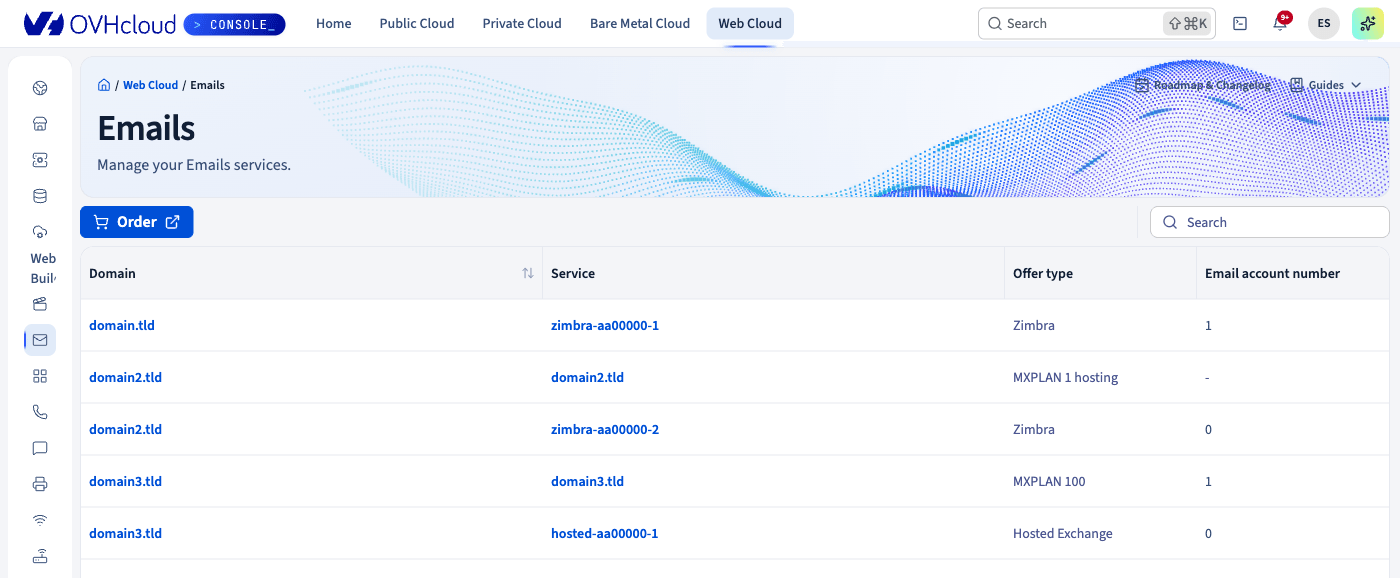 OVHcloud > CONSOLE_ Home Public Cloud Private Cloud Bare Metal Cloud Web Cloud Search ⇧⌘K 9+ ES
/ Web Cloud / Emails Roadmap & Changelog Guides
Emails
Manage your Emails services.
Order Search
Web
Buil
Domain Service Offer type Email account number
domain.tld zimbra-aa00000-1 Zimbra 1
domain2.tld domain2.tld MXPLAN 1 hosting -
domain2.tld zimbra-aa00000-2 Zimbra 0
domain3.tld domain3.tld MXPLAN 100 1
domain3.tld hosted-aa00000-1 Hosted Exchange 0